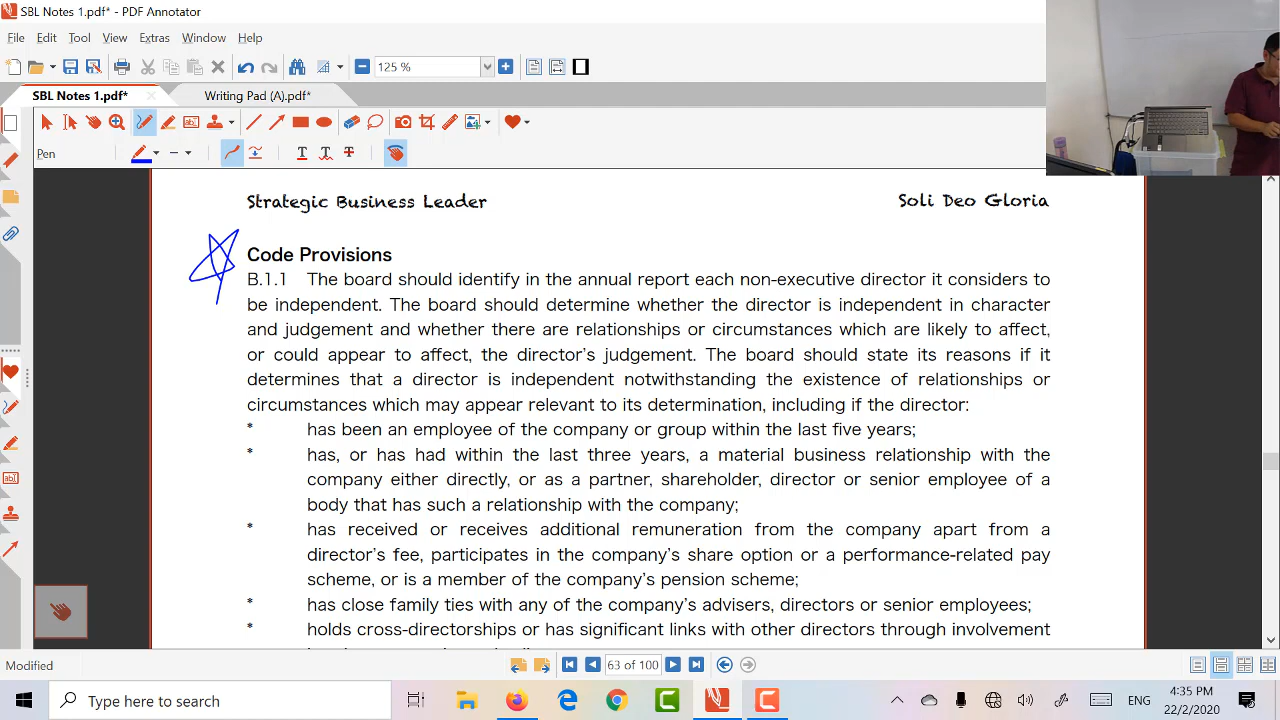 SBL Notes 1.pdf* - PDF Annotator
File Edit Tool View Extras Window Help
125 %
SBL Notes 1.pdf* Writing Pad (A).pdf*
Pen
Strategic Business Leader Soli Deo Gloria
Code Provisions
B.1.1 The board should identify in the annual report each non-executive director it considers to
be independent. The board should determine whether the director is independent in character
and judgement and whether there are relationships or circumstances which are likely to affect,
or could appear to affect, the director's judgement. The board should state its reasons if it
determines that a director is independent notwithstanding the existence of relationships or
circumstances which may appear relevant to its determination, including if the director:
* has been an employee of the company or group within the last five years;
* has, or has had within the last three years, a material business relationship with the
company either directly, or as a partner, shareholder, director or senior employee of a
body that has such a relationship with the company;
* has received or receives additional remuneration from the company apart from a
director's fee, participates in the company's share option or a performance-related pay
scheme, or is a member of the company's pension scheme;
* has close family ties with any of the company's advisers, directors or senior employees;
* holds cross-directorships or has significant links with other directors through involvement
Modified 63 of 100
Type here to search
ENG
4:35 PM
22/2/2020